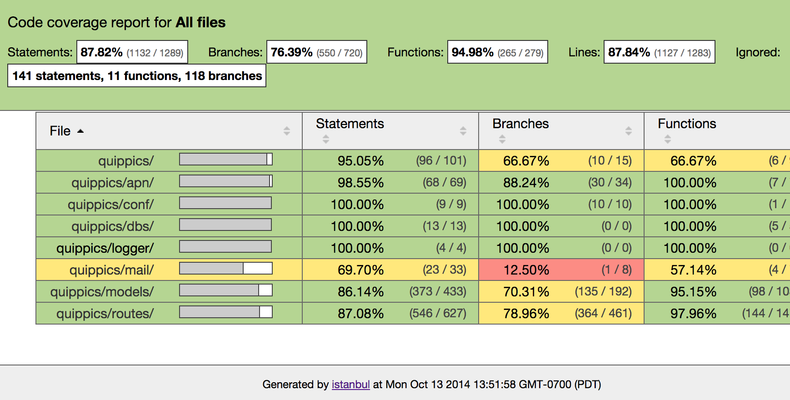 Code coverage report for All files
Statements: 87.82% (1132 / 1289) Branches: 76.39% (550 / 720) Functions: 94.98% (265 / 279) Lines: 87.84% (1127 / 1283) Ignored:
141 statements, 11 functions, 118 branches
File Statements Branches Functions
quippics/ 95.05% (96 / 101) 66.67% (10 / 15) 66.67% (6 /
quippics/apn/ 98.55% (68 / 69) 88.24% (30 / 34) 100.00% (7 /
quippics/conf/ 100.00% (9 / 9) 100.00% (10 / 10) 100.00% (1 /
quippics/dbs/ 100.00% (13 / 13) 100.00% (0 / 0) 100.00% (5 /
quippics/logger/ 100.00% (4 / 4) 100.00% (0 / 0) 100.00% (0 /
quippics/mail/ 69.70% (23 / 33) 12.50% (1 / 8) 57.14% (4 /
quippics/models/ 86.14% (373 / 433) 70.31% (135 / 192) 95.15% (98 / 10
quippics/routes/ 87.08% (546 / 627) 78.96% (364 / 461) 97.96% (144 / 14
Generated by istanbul at Mon Oct 13 2014 13:51:58 GMT-0700 (PDT)